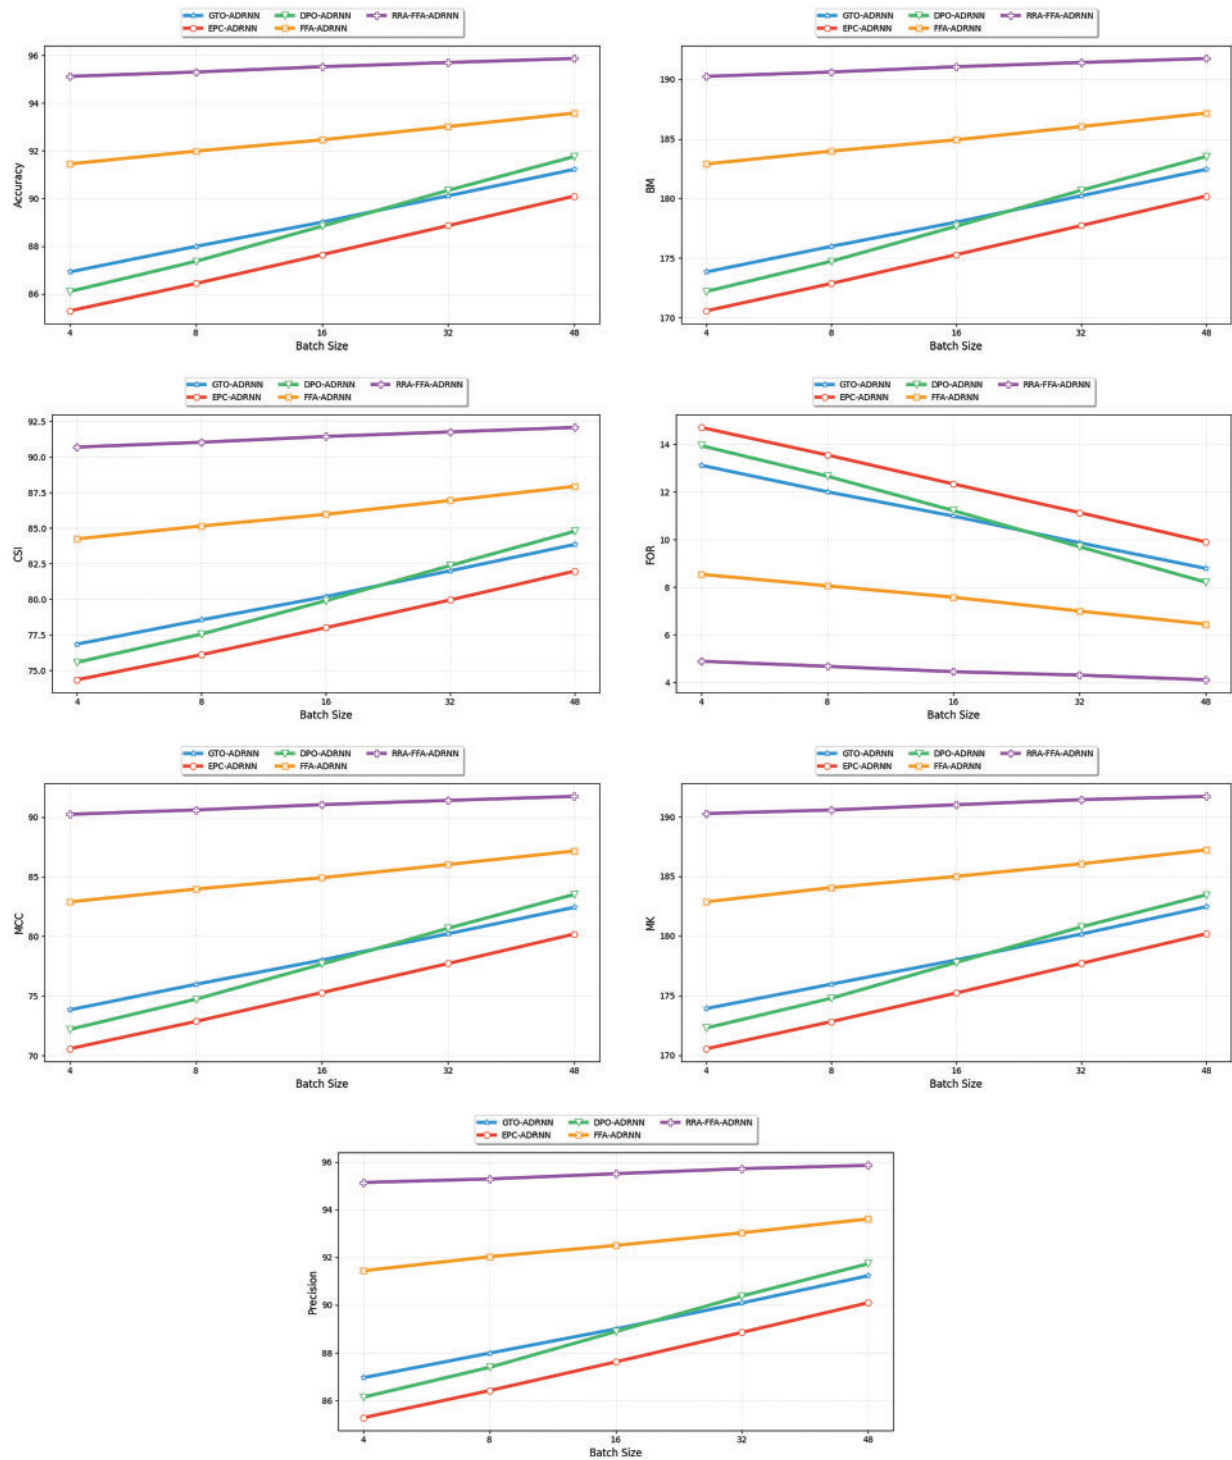 GTO-ADRNN DPO-ADRNN RRA-FFA-ADRNN
EPC-ADRNN FFA-ADRNN
96
94
92
90
88
86
Accuracy
4 8 16 32 48
Batch Size
GTO-ADRNN DPO-ADRNN RRA-FFA-ADRNN
EPC-ADRNN FFA-ADRNN
190
185
180
175
170
BM
4 8 16 32 48
Batch Size
GTO-ADRNN DPO-ADRNN RRA-FFA-ADRNN
EPC-ADRNN FFA-ADRNN
92.5
90.0
87.5
85.0
82.5
80.0
77.5
75.0
CSI
4 8 16 32 48
Batch Size
GTO-ADRNN DPO-ADRNN RRA-FFA-ADRNN
EPC-ADRNN FFA-ADRNN
14
12
10
8
6
4
FOR
4 8 16 32 48
Batch Size
GTO-ADRNN DPO-ADRNN RRA-FFA-ADRNN
EPC-ADRNN FFA-ADRNN
90
85
80
75
70
MCC
4 8 16 32 48
Batch Size
GTO-ADRNN DPO-ADRNN RRA-FFA-ADRNN
EPC-ADRNN FFA-ADRNN
190
185
180
175
170
MK
4 8 16 32 48
Batch Size
GTO-ADRNN DPO-ADRNN RRA-FFA-ADRNN
EPC-ADRNN FFA-ADRNN
96
94
92
90
88
86
Precision
4 8 16 32 48
Batch Size